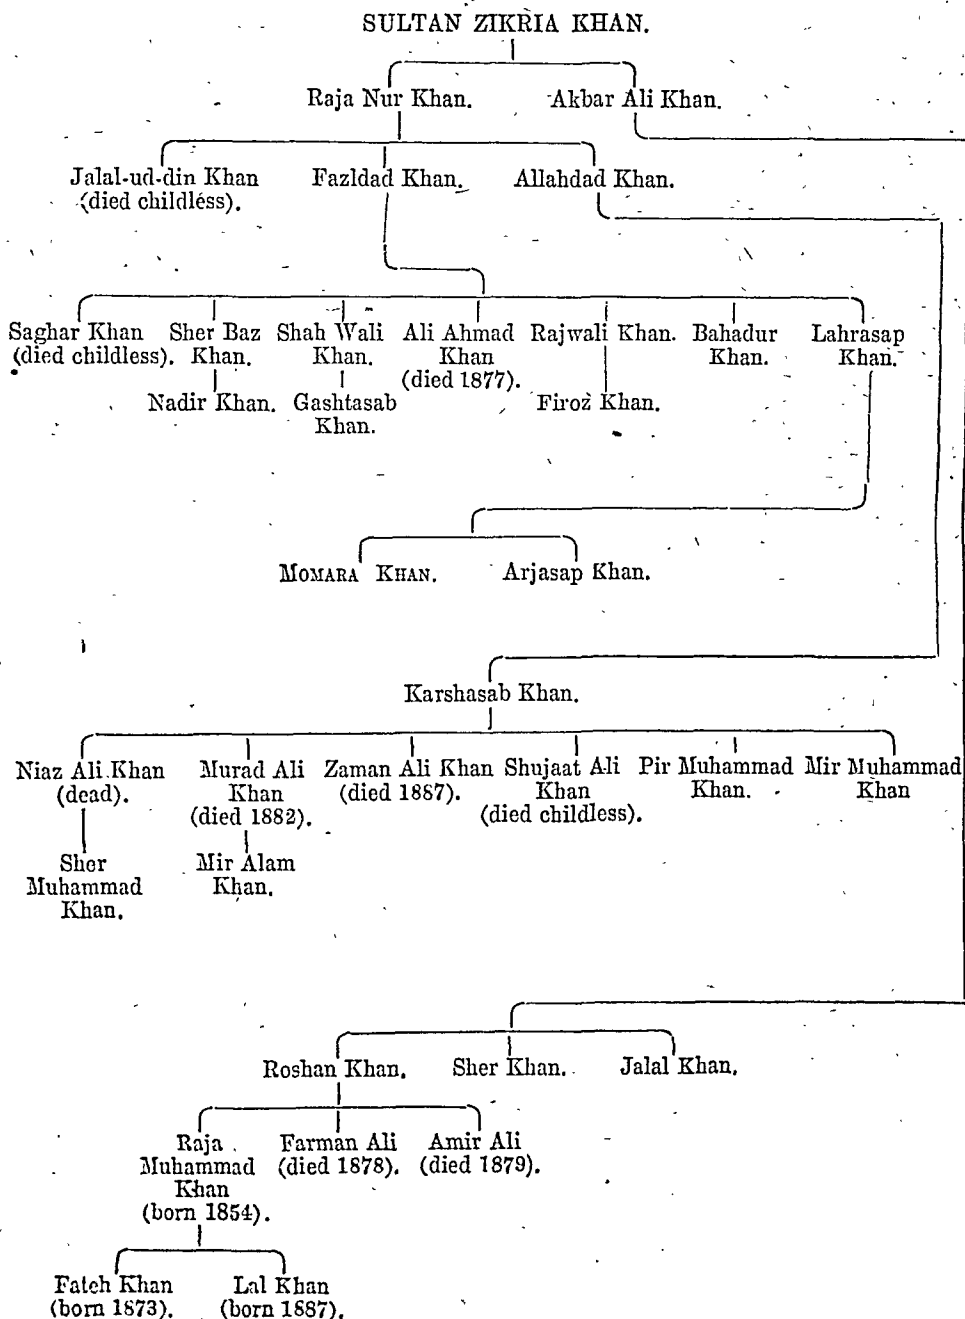 SULTAN ZIKRIA KHAN.
Raja Nur Khan. Akbar Ali Khan.
Jalal-ud-din Khan Fazldad Khan. Allahdad Khan.
(died childless).
Saghar Khan Sher Baz Shah Wali Ali Ahmad Rajwali Khan. Bahadur Lahrasap
(died childless). Khan. Khan. Khan Khan. Khan.
(died 1877).
Nadir Khan. Gashtasab Firoz Khan.
Khan.
MOMARA KHAN. Arjasap Khan.
Karshasab Khan.
Niaz Ali Khan Murad Ali Zaman Ali Khan Shujaat Ali Pir Muhammad Mir Muhammad
(dead). Khan (died 1887). Khan Khan. Khan
(died 1882). (died childless).
Sher Mir Alam
Muhammad Khan.
Khan.
Roshan Khan. Sher Khan. Jalal Khan.
Raja Farman Ali Amir Ali
Muhammad (died 1878). (died 1879).
Khan
(born 1854).
Fateh Khan Lal Khan
(born 1873). (born 1887).